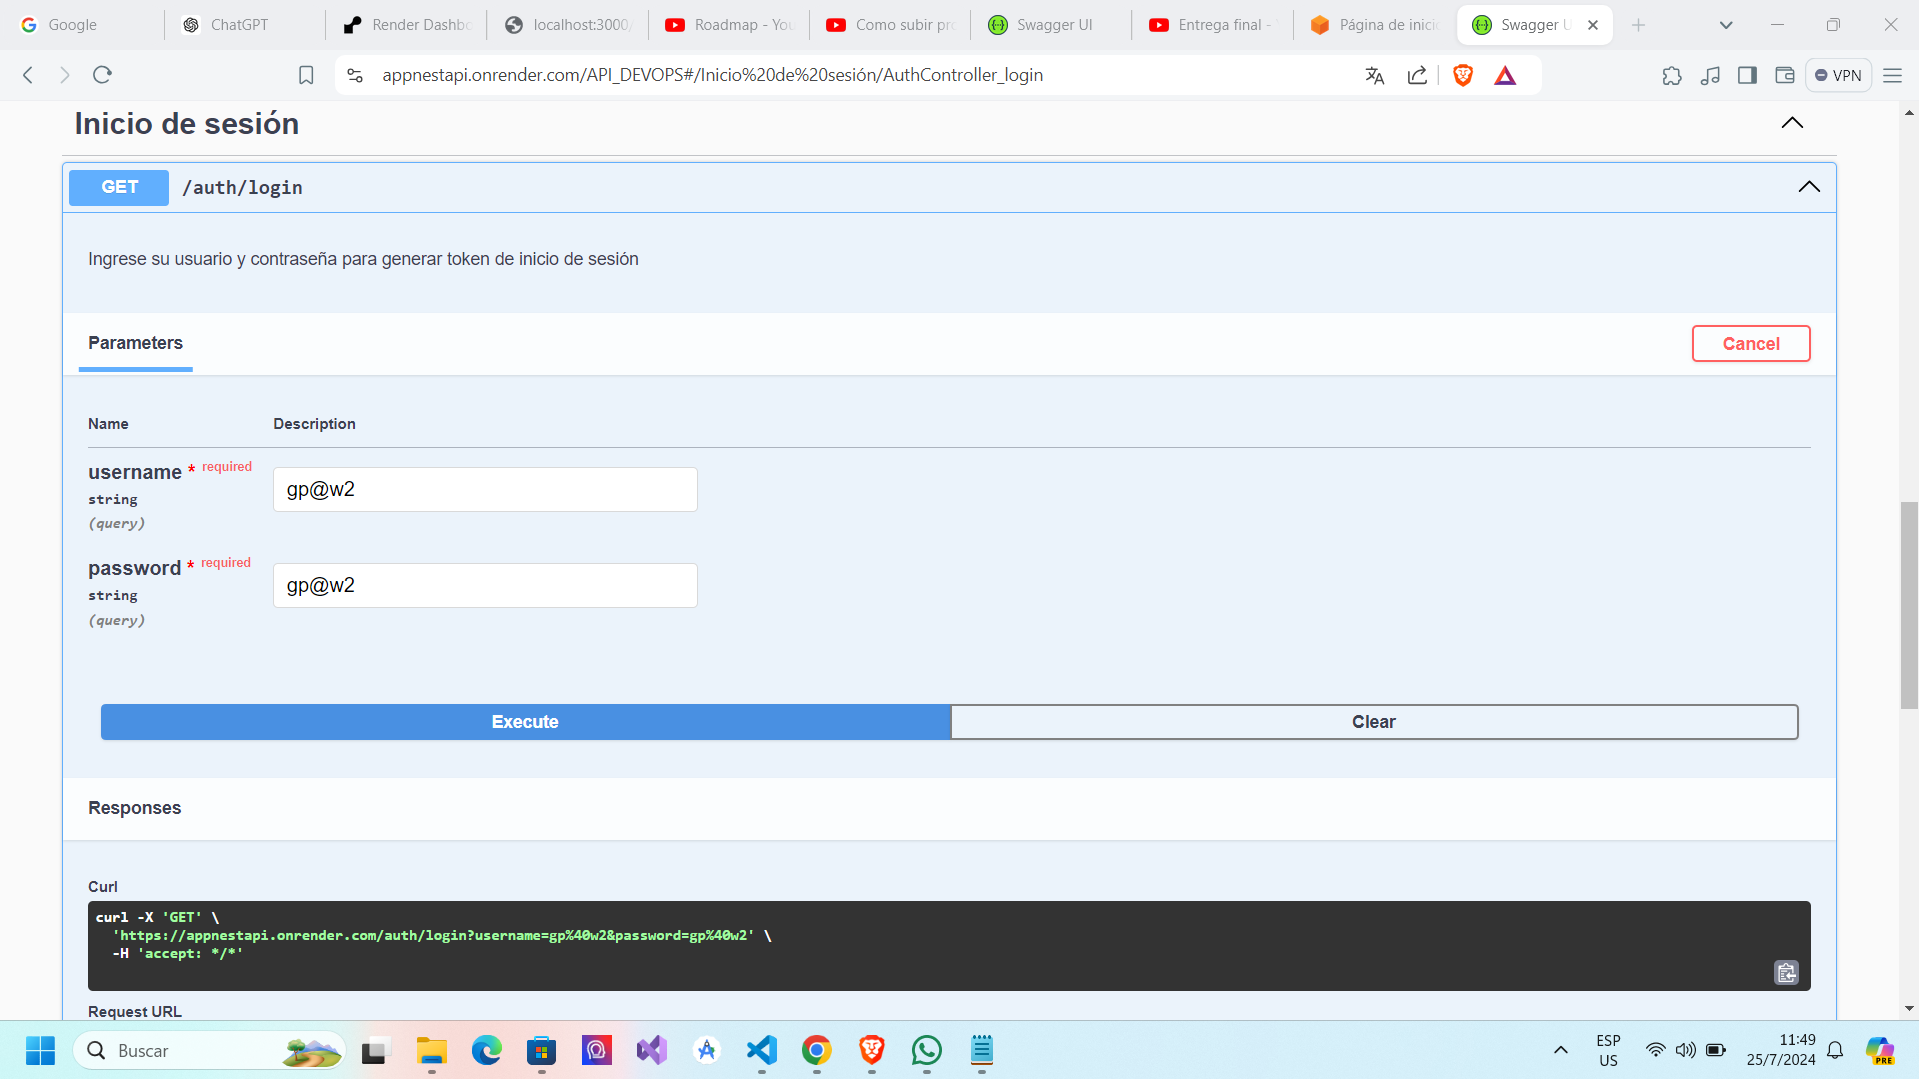 Google
ChatGPT
Render Dashbo
localhost:3000/
Roadmap - You
Como subir pro
Swagger UI
Entrega final - Y
Página de inicio
Swagger U
appnestapi.onrender.com/API_DEVOPS#/Inicio%20de%20sesión/AuthController_login
VPN
Inicio de sesión
GET /auth/login
Ingrese su usuario y contraseña para generar token de inicio de sesión
Parameters
Cancel
Name Description
username * required
string
(query)
gp@w2
password * required
string
(query)
gp@w2
Execute
Clear
Responses
Curl
curl -X 'GET' \
'https://appnestapi.onrender.com/auth/login?username=gp%40w2&password=gp%40w2' \
-H 'accept: */*'
Request URL
Buscar
ESP
US
11:49
25/7/2024
PRE